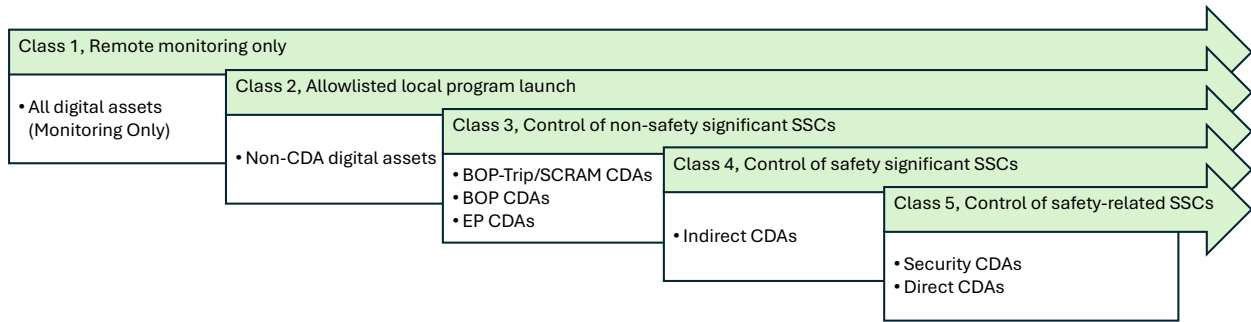 Class 1, Remote monitoring only
• All digital assets
(Monitoring Only)
Class 2, Allowlisted local program launch
• Non-CDA digital assets
Class 3, Control of non-safety significant SSCs
• BOP-Trip/SCRAM CDAs
• BOP CDAs
• EP CDAs
Class 4, Control of safety significant SSCs
• Indirect CDAs
Class 5, Control of safety-related SSCs
• Security CDAs
• Direct CDAs